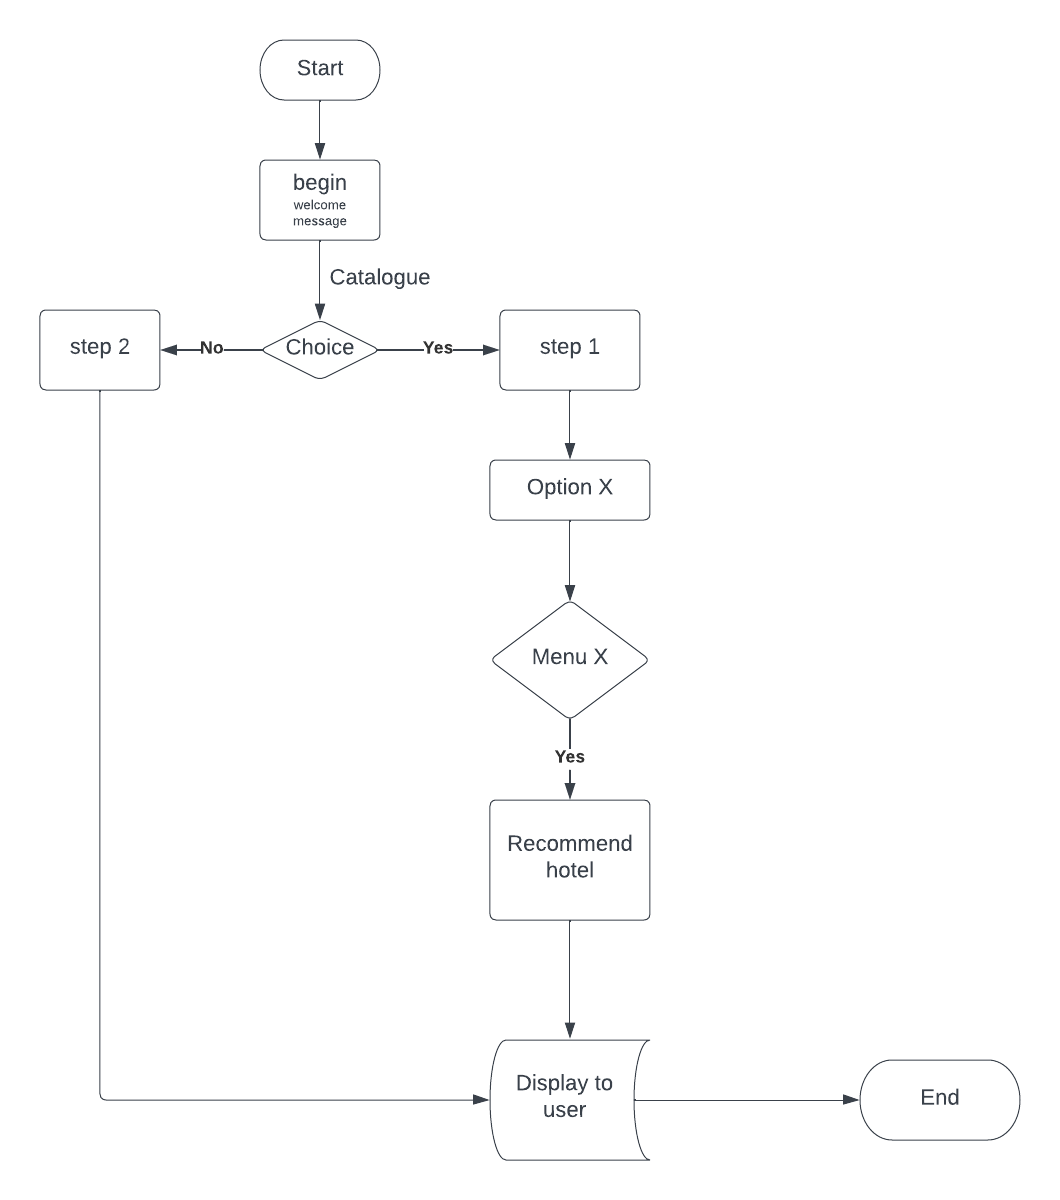 Start
begin
welcome
message
Catalogue
step 2
No
Choice
Yes
step 1
Option X
Menu X
Yes
Recommend
hotel
Display to
user
End